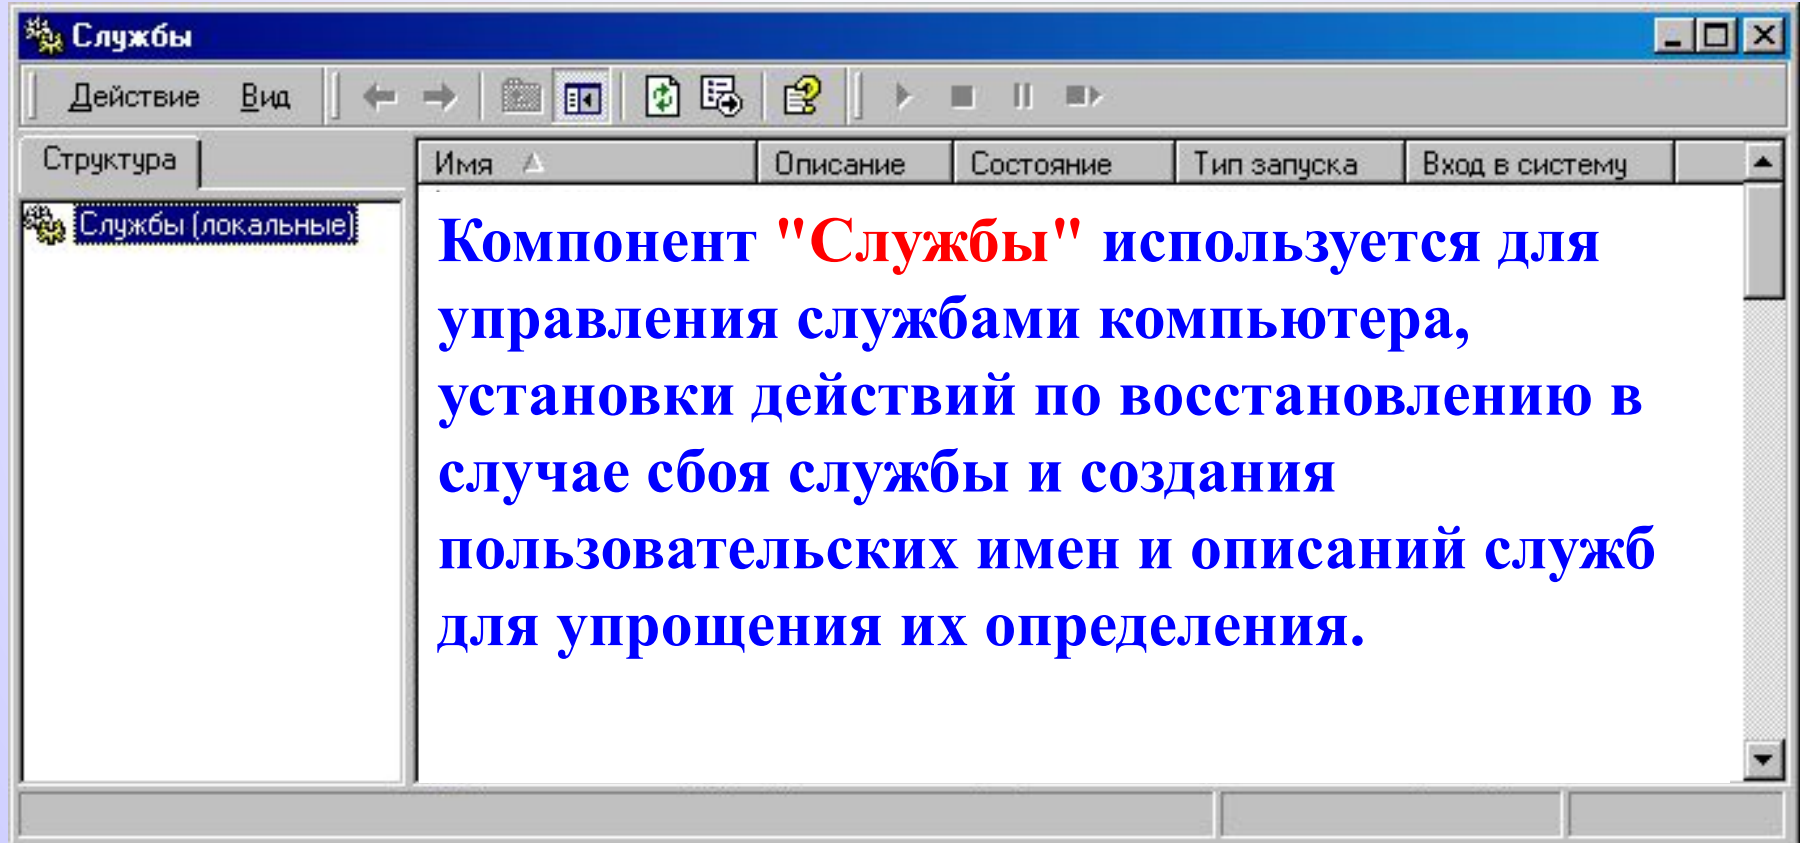 Службы
Действие Вид
Структура
Имя Описание Состояние Тип запуска Вход в систему
Службы (локальные)
Компонент "Службы" используется для
управления службами компьютера,
установки действий по восстановлению в
случае сбоя службы и создания
пользовательских имен и описаний служб
для упрощения их определения.